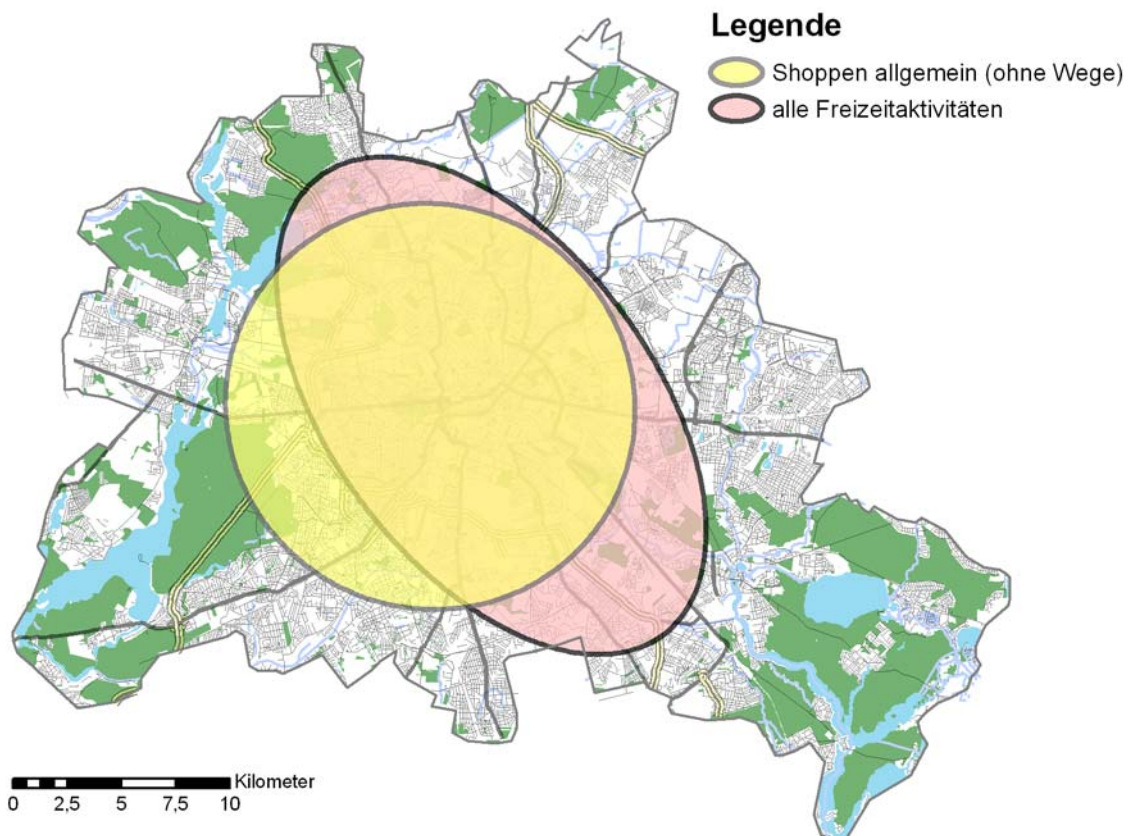 Legende
Shoppen allgemein (ohne Wege)
alle Freizeitaktivitäten
Kilometer
0 2,5 5 7,5 10